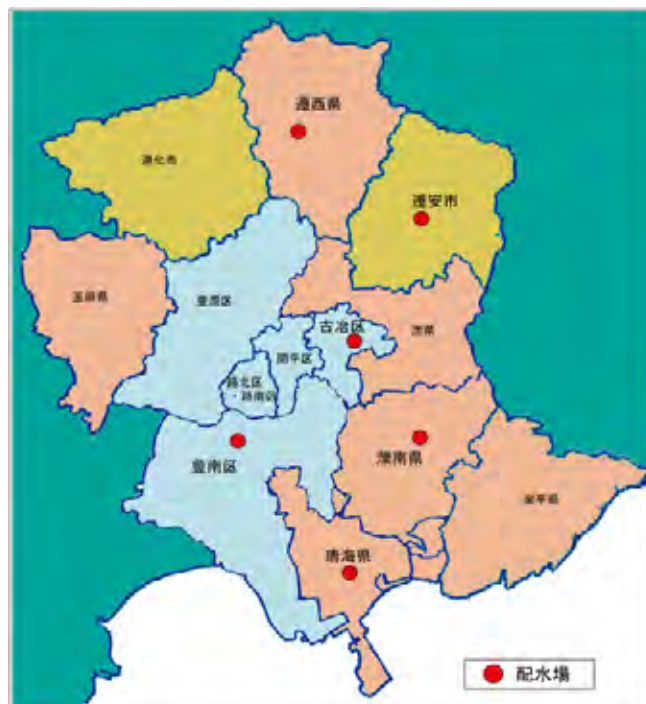 遷西県
遵化市
遷安市
玉田県
豊潤区
古冶区
開平区
灤県
路北区
・路南区
豊南区
灤南県
楽亭県
唐海県
配水場